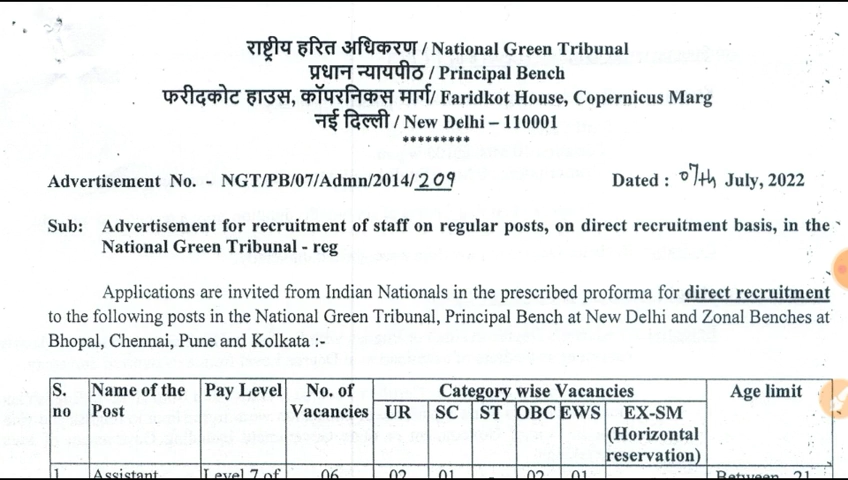 राष्ट्रीय हरित अधिकरण / National Green Tribunal
प्रधान न्यायपीठ / Principal Bench
फरीदकोट हाउस, कॉपरनिकस मार्ग/ Faridkot House, Copernicus Marg
नई दिल्ली / New Delhi – 110001
*********
Advertisement No. - NGT/PB/07/Admn/2014/209 Dated : 07th July, 2022
Sub: Advertisement for recruitment of staff on regular posts, on direct recruitment basis, in the
National Green Tribunal - reg
Applications are invited from Indian Nationals in the prescribed proforma for direct recruitment
to the following posts in the National Green Tribunal, Principal Bench at New Delhi and Zonal Benches at
Bhopal, Chennai, Pune and Kolkata :-
S. Name of the Pay Level No. of Category wise Vacancies Age limit
no Post Vacancies UR SC ST OBC EWS EX-SM
(Horizontal
reservation)
1 Assistant Level 7 of 06 02 01 - 02 01 Between 21